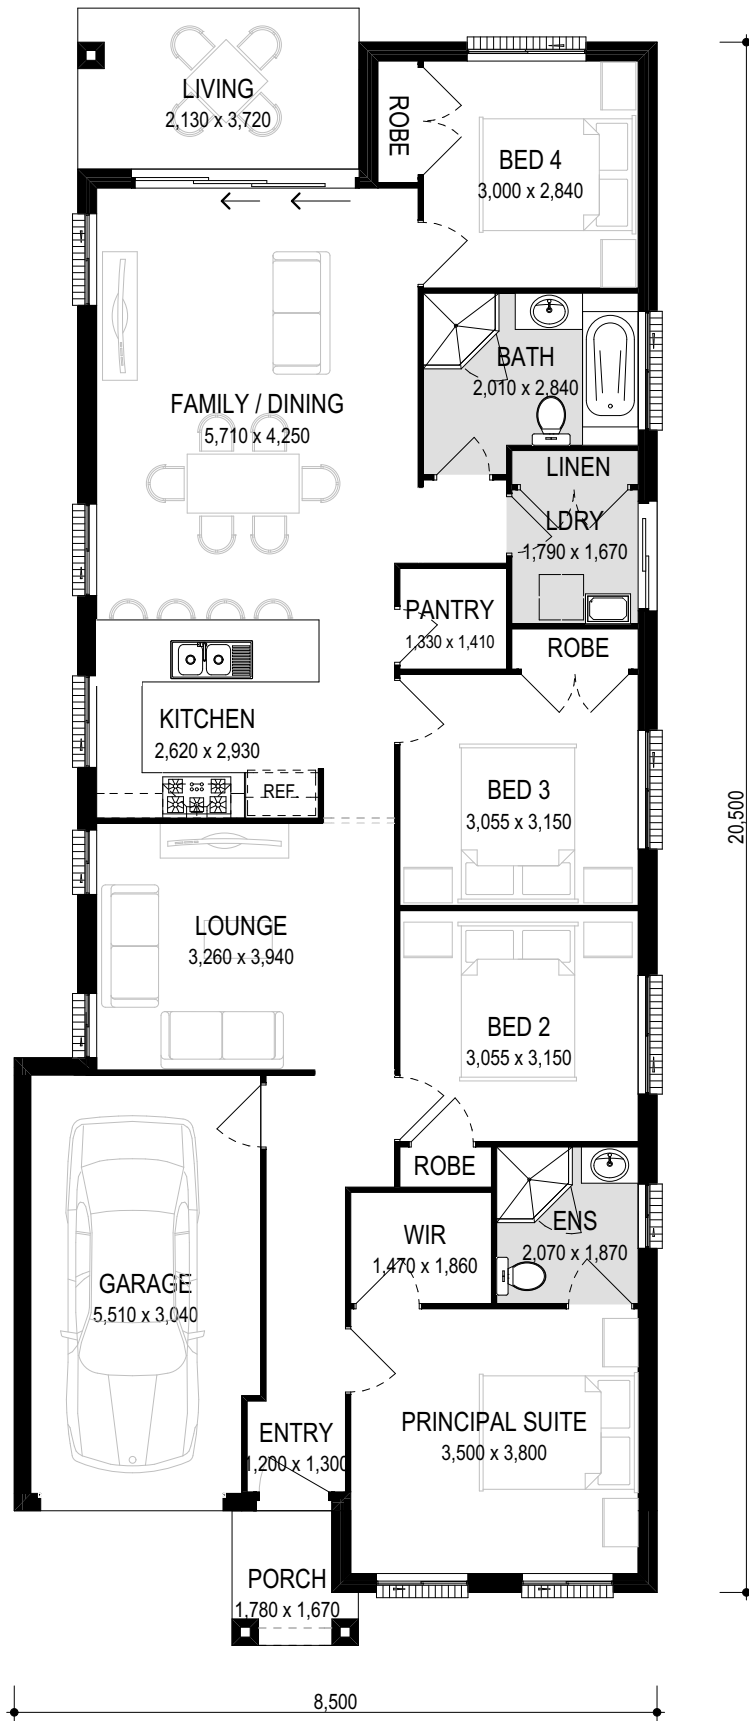 LIVING
2,130 x 3,720
ROBE
BED 4
3,000 x 2,840
BATH
2,010 x 2,840
FAMILY / DINING
5,710 x 4,250
LINEN
LDRY
1,790 x 1,670
PANTRY
1,330 x 1,410
ROBE
KITCHEN
2,620 x 2,930
REF.
BED 3
3,055 x 3,150
20,500
LOUNGE
3,260 x 3,940
BED 2
3,055 x 3,150
ROBE
WIR
1,470 x 1,860
ENS
2,070 x 1,870
GARAGE
5,510 x 3,040
ENTRY
1,200 x 1,300
PRINCIPAL SUITE
3,500 x 3,800
PORCH
1,780 x 1,670
8,500